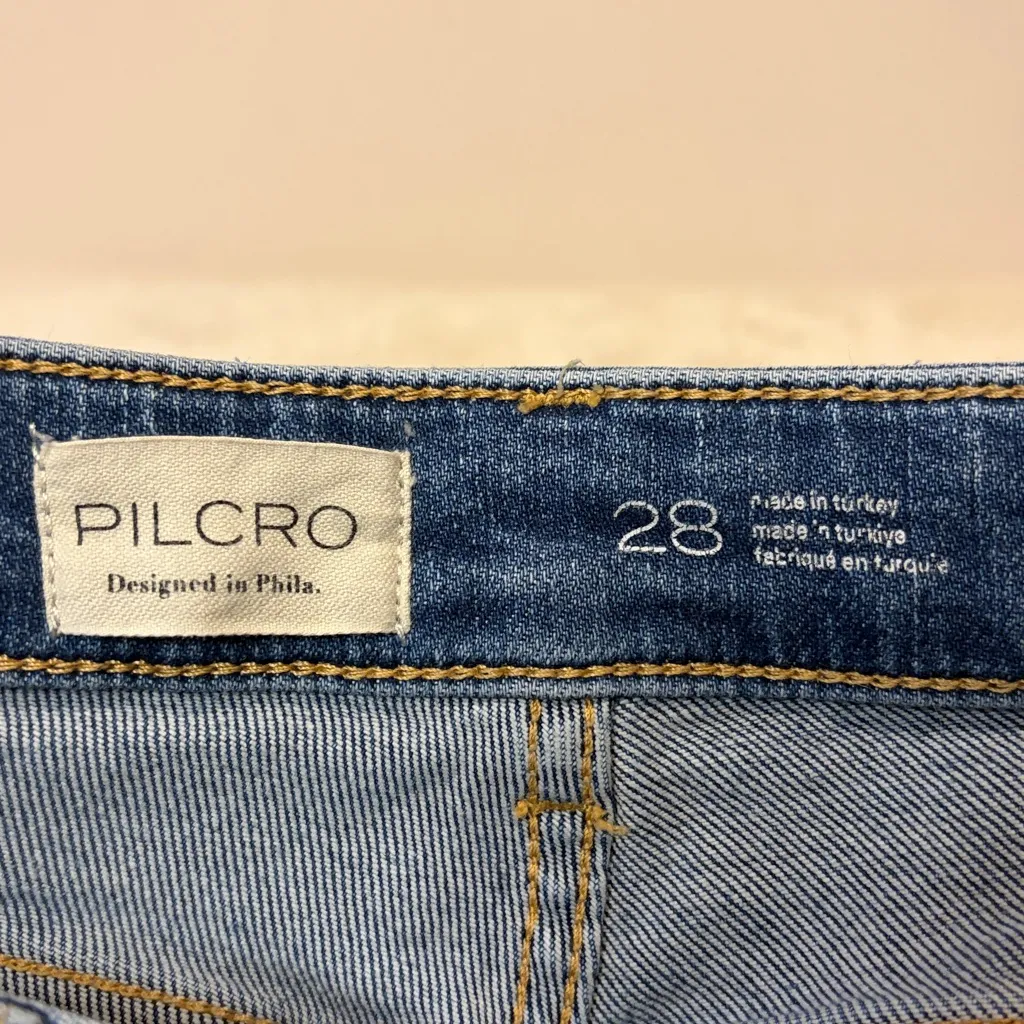 PILCRO
Designed in Phila.
28
made in turkey
made in turkiye
fabriqué en turquie